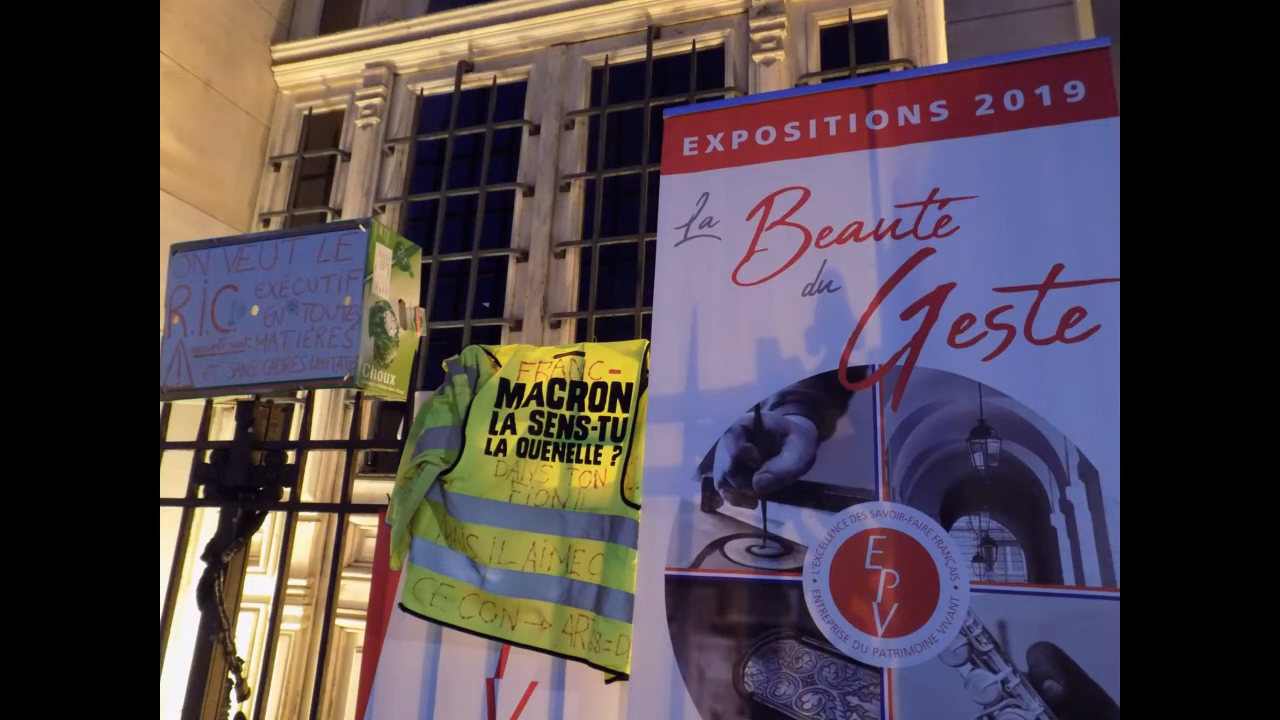 ON VEUT LE
R.I.C. EXÉCUTIF
EN TOUTES
MATIÈRES
ET SANS CADRES LIMITATIFS
Choux
FRANC-
MACRON
LA SENS-TU
LA QUENELLE ?
DANS TON
FION !!
IL AIME
CE CON →
EXPOSITIONS 2019
La Beauté
du
Geste
L'EXCELLENCE DES SAVOIR-FAIRE FRANÇAIS
EPV
ENTREPRISE DU PATRIMOINE VIVANT